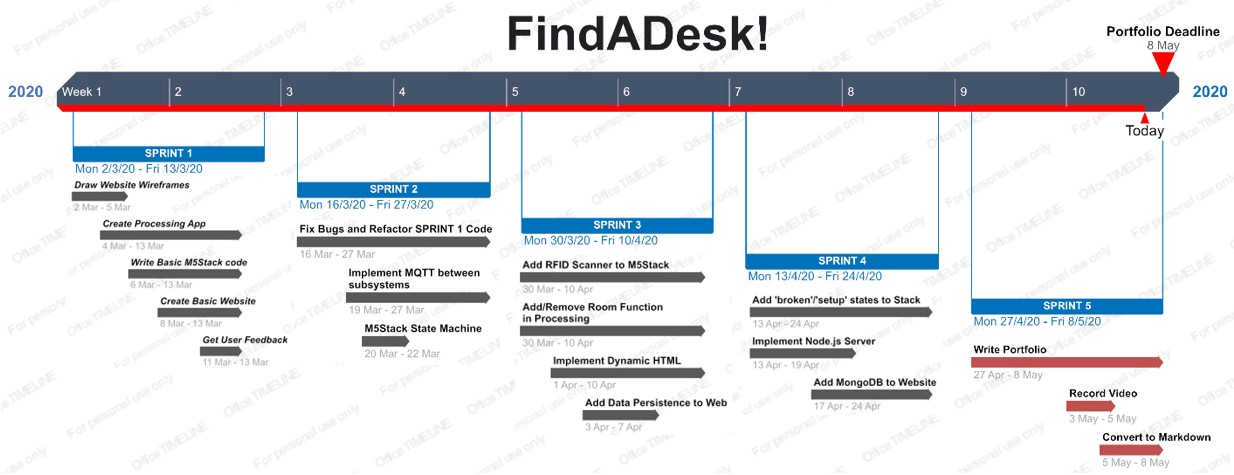 FindADesk!
Portfolio Deadline
8 May
2020
Week 1
2
3
4
5
6
7
8
9
10
2020
Today
SPRINT 1
Mon 2/3/20 - Fri 13/3/20
Draw Website Wireframes
2 Mar - 5 Mar
Create Processing App
4 Mar - 13 Mar
Write Basic M5Stack code
6 Mar - 13 Mar
Create Basic Website
8 Mar - 13 Mar
Get User Feedback
11 Mar - 13 Mar
SPRINT 2
Mon 16/3/20 - Fri 27/3/20
Fix Bugs and Refactor SPRINT 1 Code
16 Mar - 27 Mar
Implement MQTT between
subsystems
19 Mar - 27 Mar
M5Stack State Machine
20 Mar - 22 Mar
SPRINT 3
Mon 30/3/20 - Fri 10/4/20
Add RFID Scanner to M5Stack
30 Mar - 10 Apr
Add/Remove Room Function
in Processing
30 Mar - 10 Apr
Implement Dynamic HTML
1 Apr - 10 Apr
Add Data Persistence to Web
3 Apr - 7 Apr
SPRINT 4
Mon 13/4/20 - Fri 24/4/20
Add 'broken'/'setup' states to Stack
13 Apr - 24 Apr
Implement Node.js Server
13 Apr - 19 Apr
Add MongoDB to Website
17 Apr - 24 Apr
SPRINT 5
Mon 27/4/20 - Fri 8/5/20
Write Portfolio
27 Apr - 8 May
Record Video
3 May - 5 May
Convert to Markdown
5 May - 8 May
Office TIMELINE
For personal use only